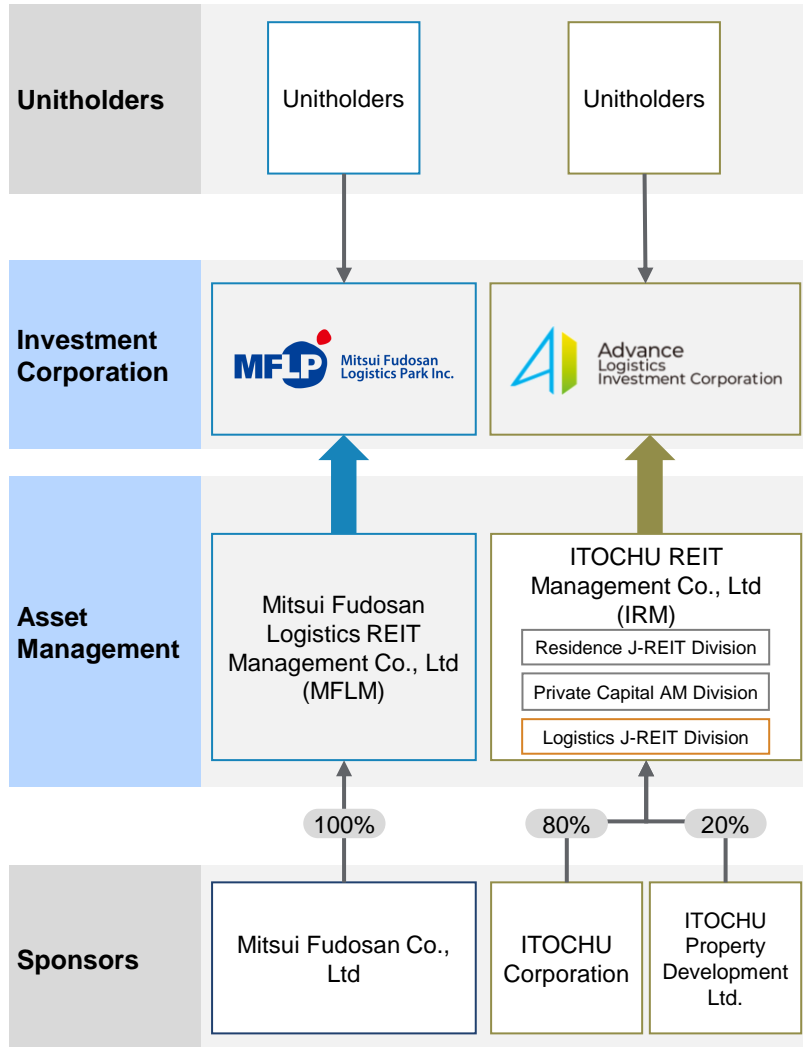 Unitholders
Unitholders
Unitholders
Investment
Corporation
MFLP
Mitsui Fudosan
Logistics Park Inc.
Advance
Logistics
Investment Corporation
Asset
Management
Mitsui Fudosan
Logistics REIT
Management Co., Ltd
(MFLM)
ITOCHU REIT
Management Co., Ltd
(IRM)
Residence J-REIT Division
Private Capital AM Division
Logistics J-REIT Division
100%
80%
20%
Sponsors
Mitsui Fudosan Co.,
Ltd
ITOCHU
Corporation
ITOCHU
Property
Development
Ltd.